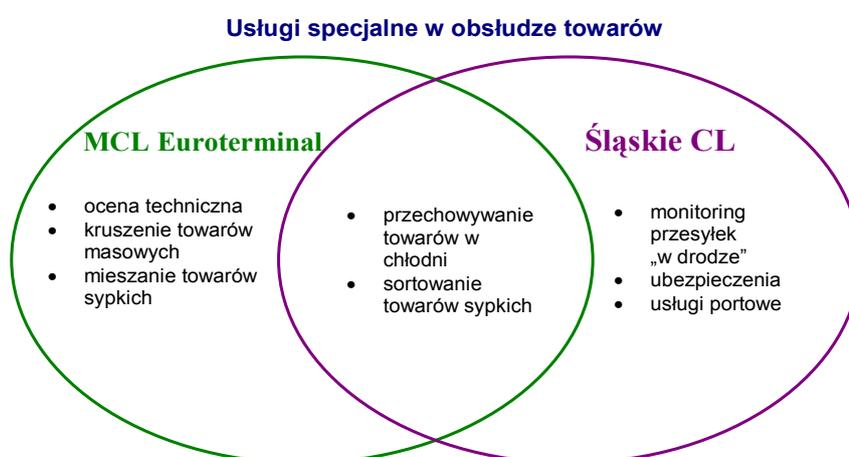 Usługi specjalne w obsłudze towarów
MCL Euroterminal
• ocena techniczna
• kruszenie towarów
masowych
• mieszanie towarów
sypkich
• przechowywanie
towarów w
chłodni
• sortowanie
towarów sypkich
Śląskie CL
• monitoring
przesyłek
„w drodze”
• ubezpieczenia
• usługi portowe